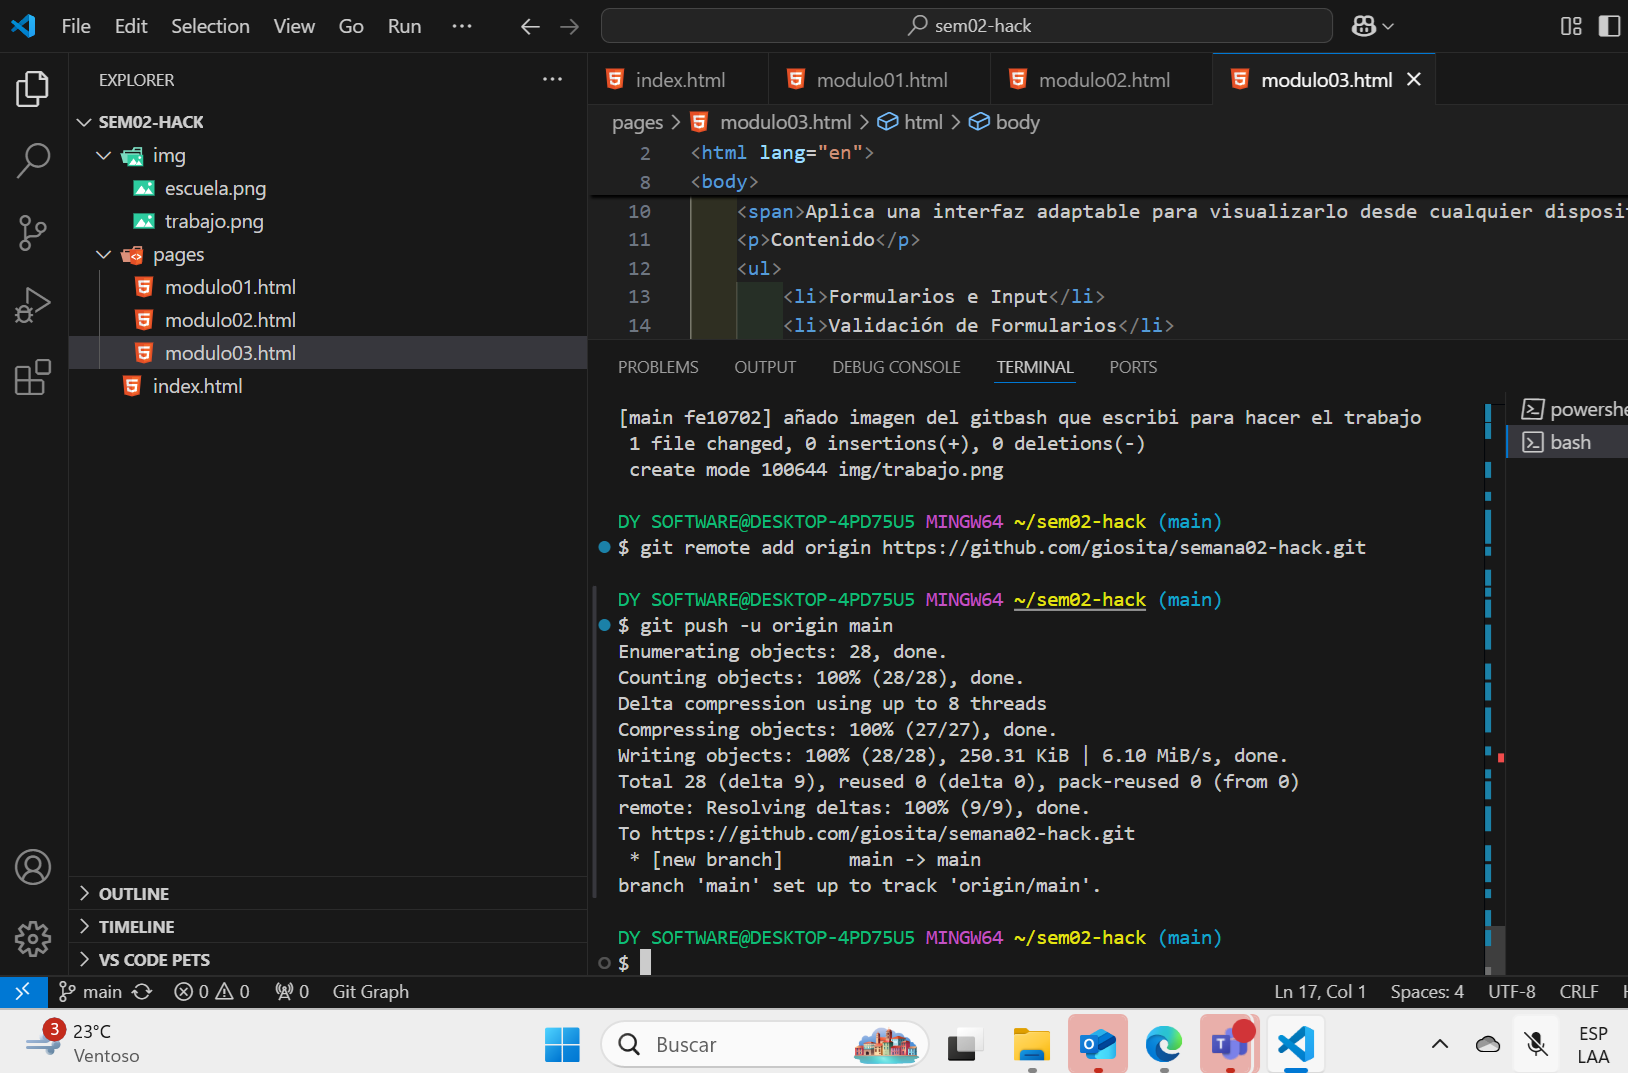 File Edit Selection View Go Run ··· sem02-hack
EXPLORER ···
SEM02-HACK
img
escuela.png
trabajo.png
pages
modulo01.html
modulo02.html
modulo03.html
index.html
OUTLINE
TIMELINE
VS CODE PETS
index.html modulo01.html modulo02.html modulo03.html
pages > modulo03.html > html > body
2 <html lang="en">
8 <body>
10 <span>Aplica una interfaz adaptable para visualizarlo desde cualquier disposit
11 <p>Contenido</p>
12 <ul>
13 <li>Formularios e Input</li>
14 <li>Validación de Formularios</li>
PROBLEMS OUTPUT DEBUG CONSOLE TERMINAL PORTS
[main fe10702] añado imagen del gitbash que escribi para hacer el trabajo
1 file changed, 0 insertions(+), 0 deletions(-)
create mode 100644 img/trabajo.png
DY SOFTWARE@DESKTOP-4PD75U5 MINGW64 ~/sem02-hack (main)
$ git remote add origin https://github.com/giosita/semana02-hack.git
DY SOFTWARE@DESKTOP-4PD75U5 MINGW64 ~/sem02-hack (main)
$ git push -u origin main
Enumerating objects: 28, done.
Counting objects: 100% (28/28), done.
Delta compression using up to 8 threads
Compressing objects: 100% (27/27), done.
Writing objects: 100% (28/28), 250.31 KiB | 6.10 MiB/s, done.
Total 28 (delta 9), reused 0 (delta 0), pack-reused 0 (from 0)
remote: Resolving deltas: 100% (9/9), done.
To https://github.com/giosita/semana02-hack.git
* [new branch] main -> main
branch 'main' set up to track 'origin/main'.
DY SOFTWARE@DESKTOP-4PD75U5 MINGW64 ~/sem02-hack (main)
$
powershe
bash
main 0 0 0 Git Graph Ln 17, Col 1 Spaces: 4 UTF-8 CRLF
3 23°C
Ventoso
Buscar
ESP
LAA